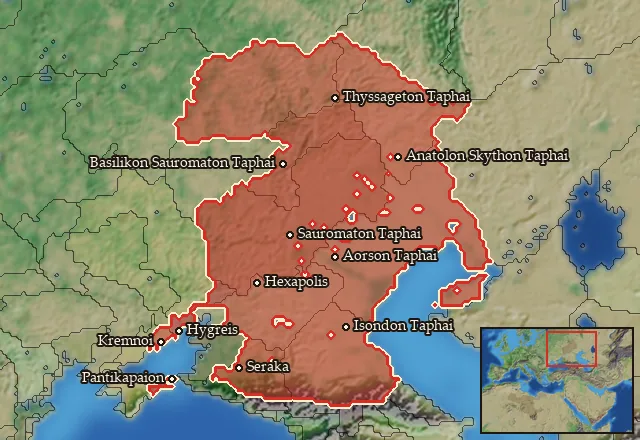 Thyssageton Taphai
Basilikon Sauromaton Taphai
Anatolon Skython Taphai
Sauromaton Taphai
Aorson Taphai
Hexapolis
Hygreis
Isondon Taphai
Kremnoi
Seraka
Pantikapaion